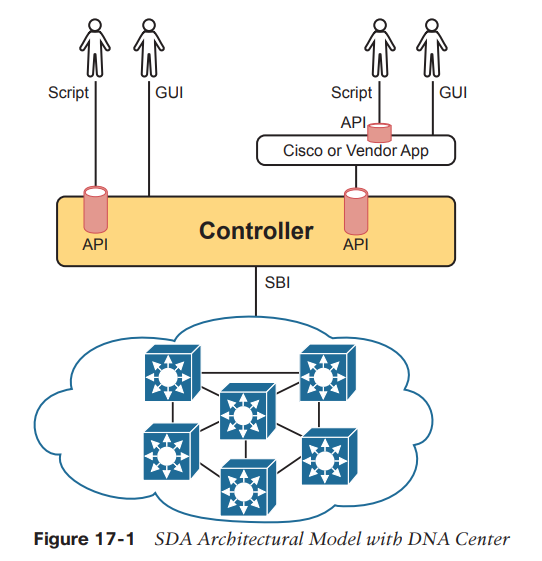 Script
GUI
Script
GUI
API
Cisco or Vendor App
Controller
API
API
SBI
Figure 17-1 SDA Architectural Model with DNA Center